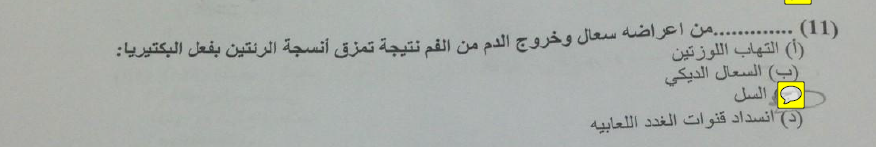 (11) .............من اعراضه سعال وخروج الدم من الفم نتيجة تمزق أنسجة الرئتين بفعل البكتيريا:
(أ) التهاب اللوزتين
(ب) السعال الديكي
السل
(د) انسداد قنوات الغدد اللعابيه